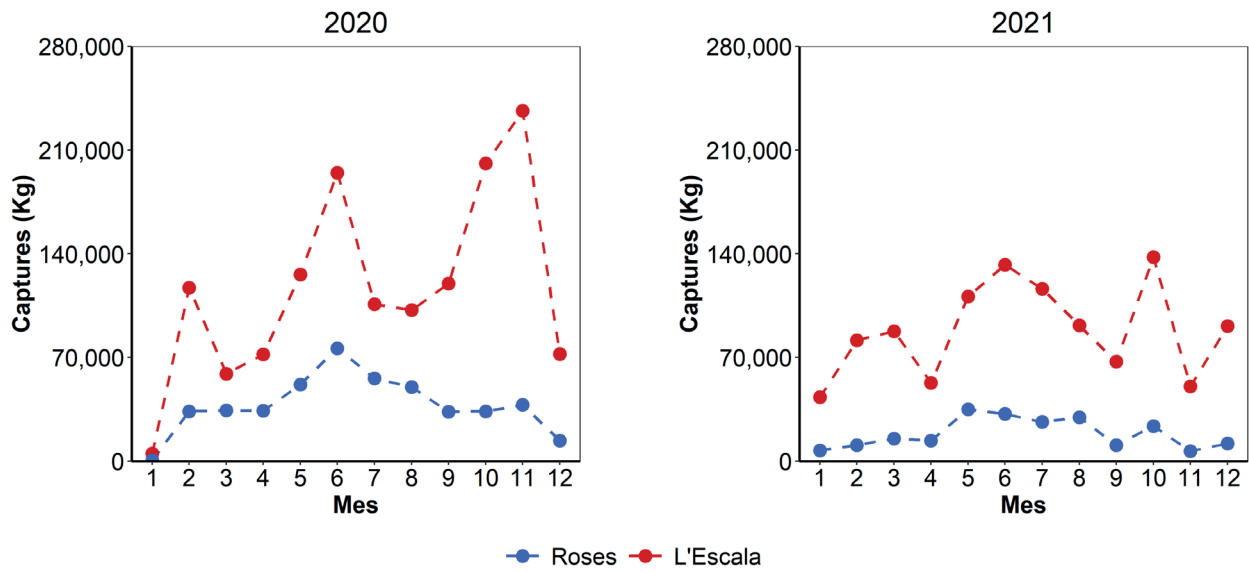 2020
280,000
210,000
140,000
70,000
0
Captures (Kg)
1 2 3 4 5 6 7 8 9 10 11 12
Mes
2021
280,000
210,000
140,000
70,000
0
Captures (Kg)
1 2 3 4 5 6 7 8 9 10 11 12
Mes
Roses L'Escala